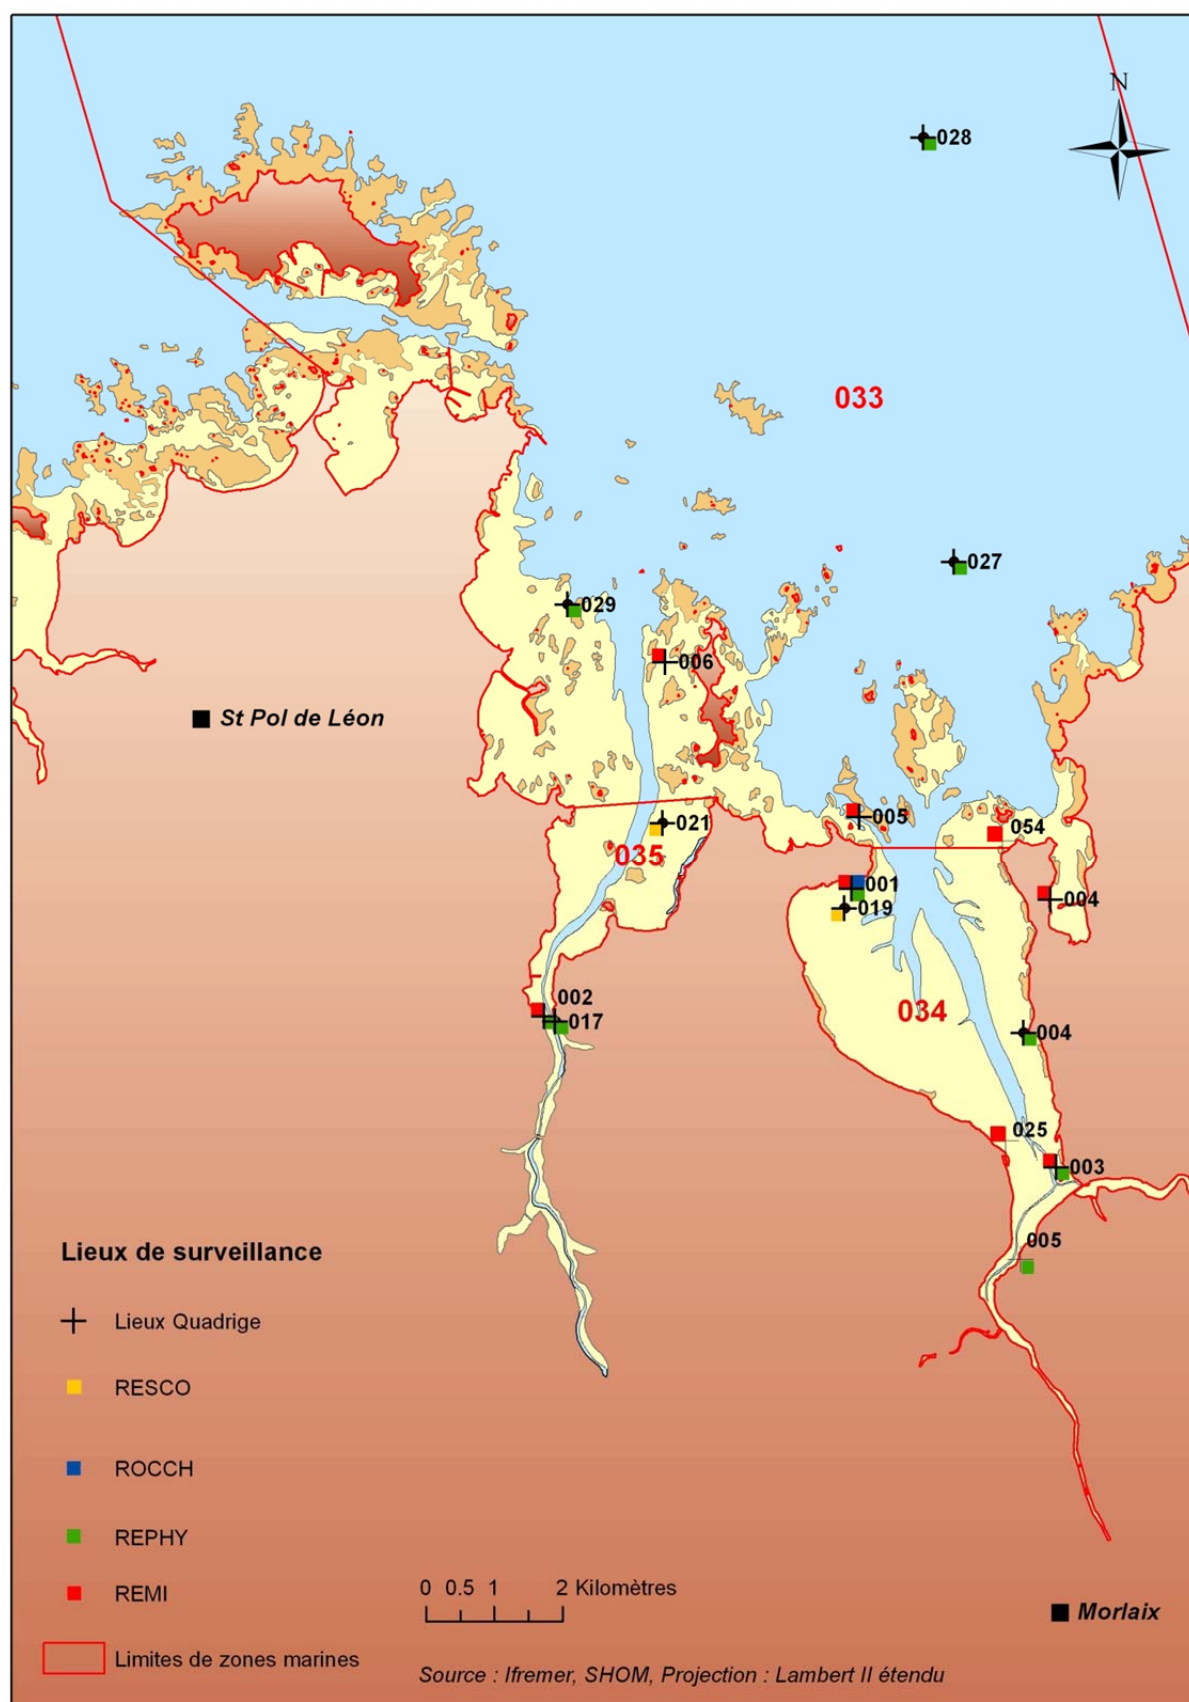 N
028
033
027
029
006
St Pol de Léon
021
005
054
035
001
004
019
002
017
034
004
025
003
005
Lieux de surveillance
Lieux Quadrige
RESCO
ROCCH
REPHY
REMI
0 0.5 1 2 Kilomètres
Morlaix
Limites de zones marines
Source : Ifremer, SHOM, Projection : Lambert II étendu